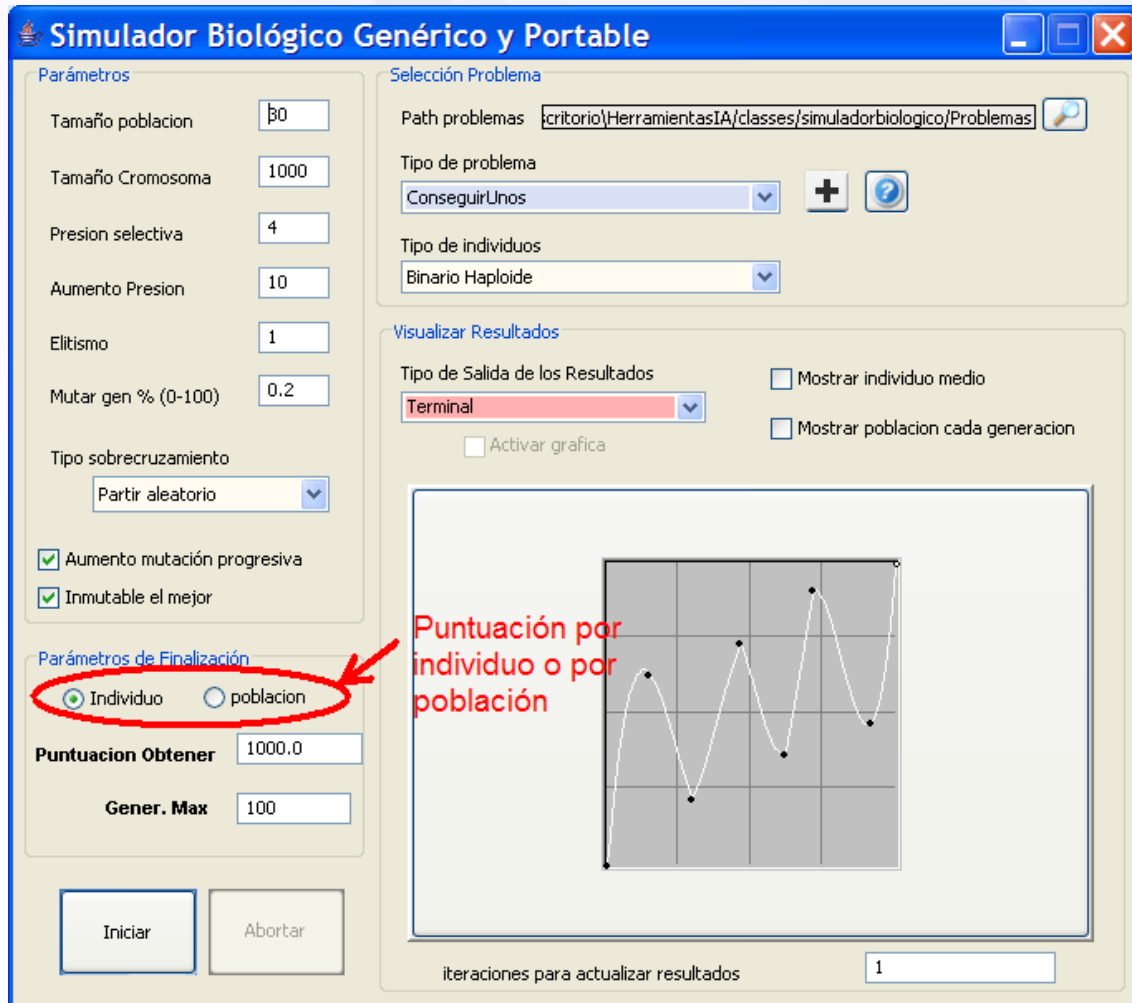 Simulador Biológico Genérico y Portable
Parámetros
Tamaño poblacion
30
Tamaño Cromosoma
1000
Presion selectiva
4
Aumento Presion
10
Elitismo
1
Mutar gen % (0-100)
0.2
Tipo sobrecruzamiento
Partir aleatorio
Aumento mutación progresiva
Inmutable el mejor
Parámetros de Finalización
Individuo
poblacion
Puntuacion Obtener
1000.0
Gener. Max
100
Iniciar
Abortar
Selección Problema
Path problemas
critorio\HerramientasIA/classes/simuladorbiologico/Problemas
Tipo de problema
ConseguirUnos
Tipo de individuos
Binario Haploide
Visualizar Resultados
Tipo de Salida de los Resultados
Terminal
Activar grafica
Mostrar individuo medio
Mostrar poblacion cada generacion
Puntuación por
individuo o por
población
iteraciones para actualizar resultados
1